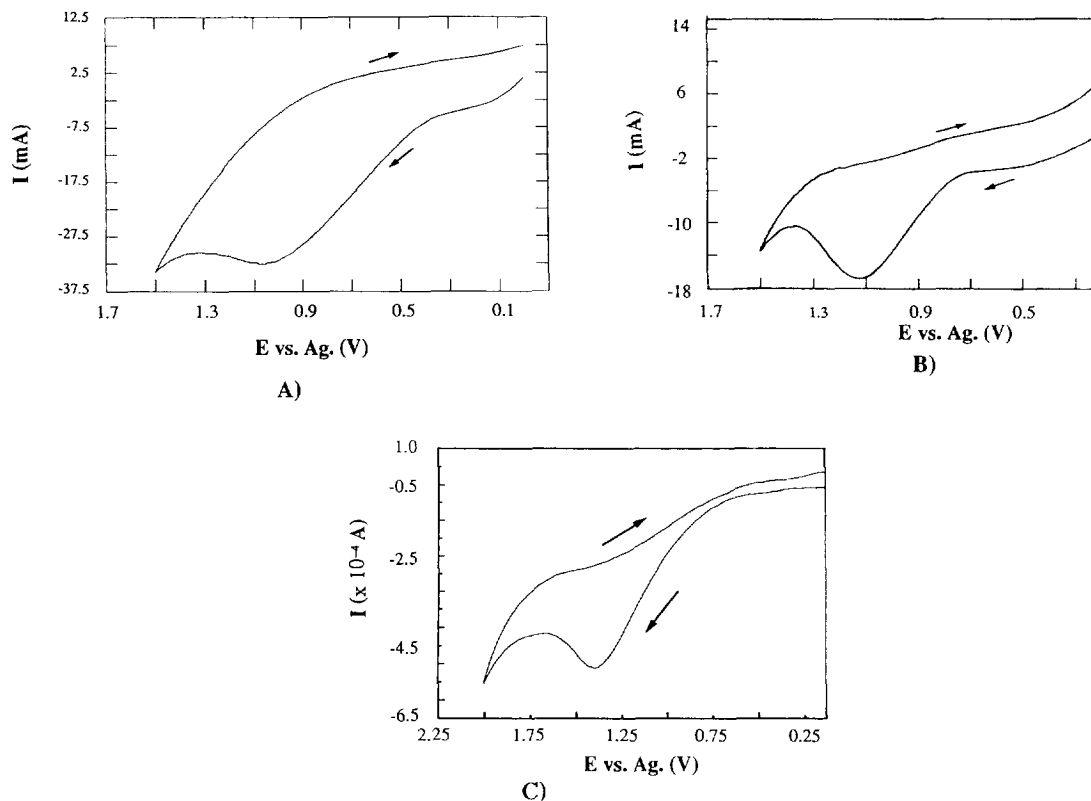 12.5
2.5
-7.5
-17.5
-27.5
-37.5
I (mA)
1.7 1.3 0.9 0.5 0.1
E vs. Ag. (V)
A)
14
6
-2
-10
-18
I (mA)
1.7 1.3 0.9 0.5
E vs. Ag. (V)
B)
1.0
-0.5
-2.5
-4.5
-6.5
I (x 10⁻⁴ A)
2.25 1.75 1.25 0.75 0.25
E vs. Ag. (V)
C)